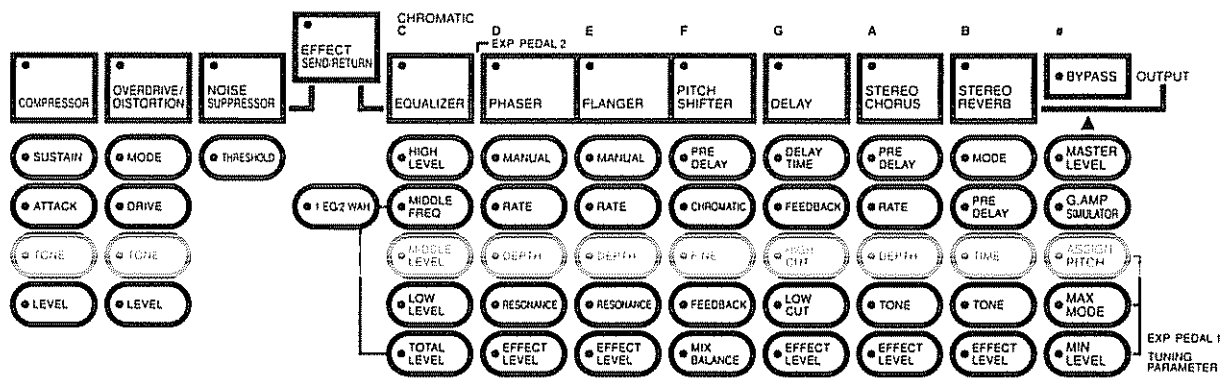 CHROMATIC
C D E F G A B #
EXP PEDAL 2
EFFECT
SEND/RETURN
COMPRESSOR
OVERDRIVE/
DISTORTION
NOISE
SUPPRESSOR
EQUALIZER
PHASER
FLANGER
PITCH
SHIFTER
DELAY
STEREO
CHORUS
STEREO
REVERB
BYPASS
OUTPUT
SUSTAIN
MODE
THRESHOLD
HIGH
LEVEL
MANUAL
MANUAL
PRE
DELAY
DELAY
TIME
PRE
DELAY
MODE
MASTER
LEVEL
ATTACK
DRIVE
1 EQ/2 WAH
MIDDLE
FREQ
RATE
RATE
CHROMATIC
FEEDBACK
RATE
PRE
DELAY
G.AMP
SIMULATOR
TONE
TONE
MIDDLE
LEVEL
DEPTH
DEPTH
FINE
HIGH
CUT
DEPTH
TIME
ASSIGN
PITCH
LEVEL
LEVEL
LOW
LEVEL
RESONANCE
RESONANCE
FEEDBACK
LOW
CUT
TONE
TONE
MAX
MODE
TOTAL
LEVEL
EFFECT
LEVEL
EFFECT
LEVEL
MIX
BALANCE
EFFECT
LEVEL
EFFECT
LEVEL
EFFECT
LEVEL
MIN
LEVEL
EXP PEDAL 1
TUNING
PARAMETER